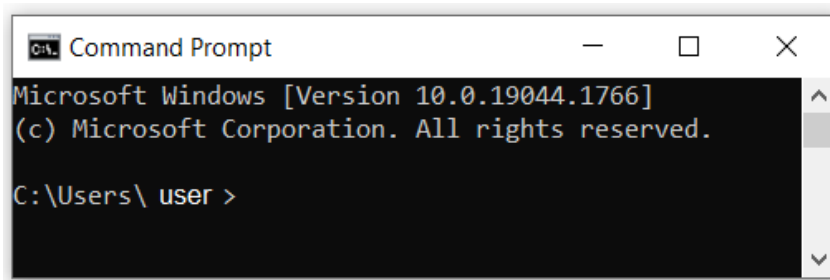 Command Prompt
Microsoft Windows [Version 10.0.19044.1766]
(c) Microsoft Corporation. All rights reserved.
C:\Users\ user >